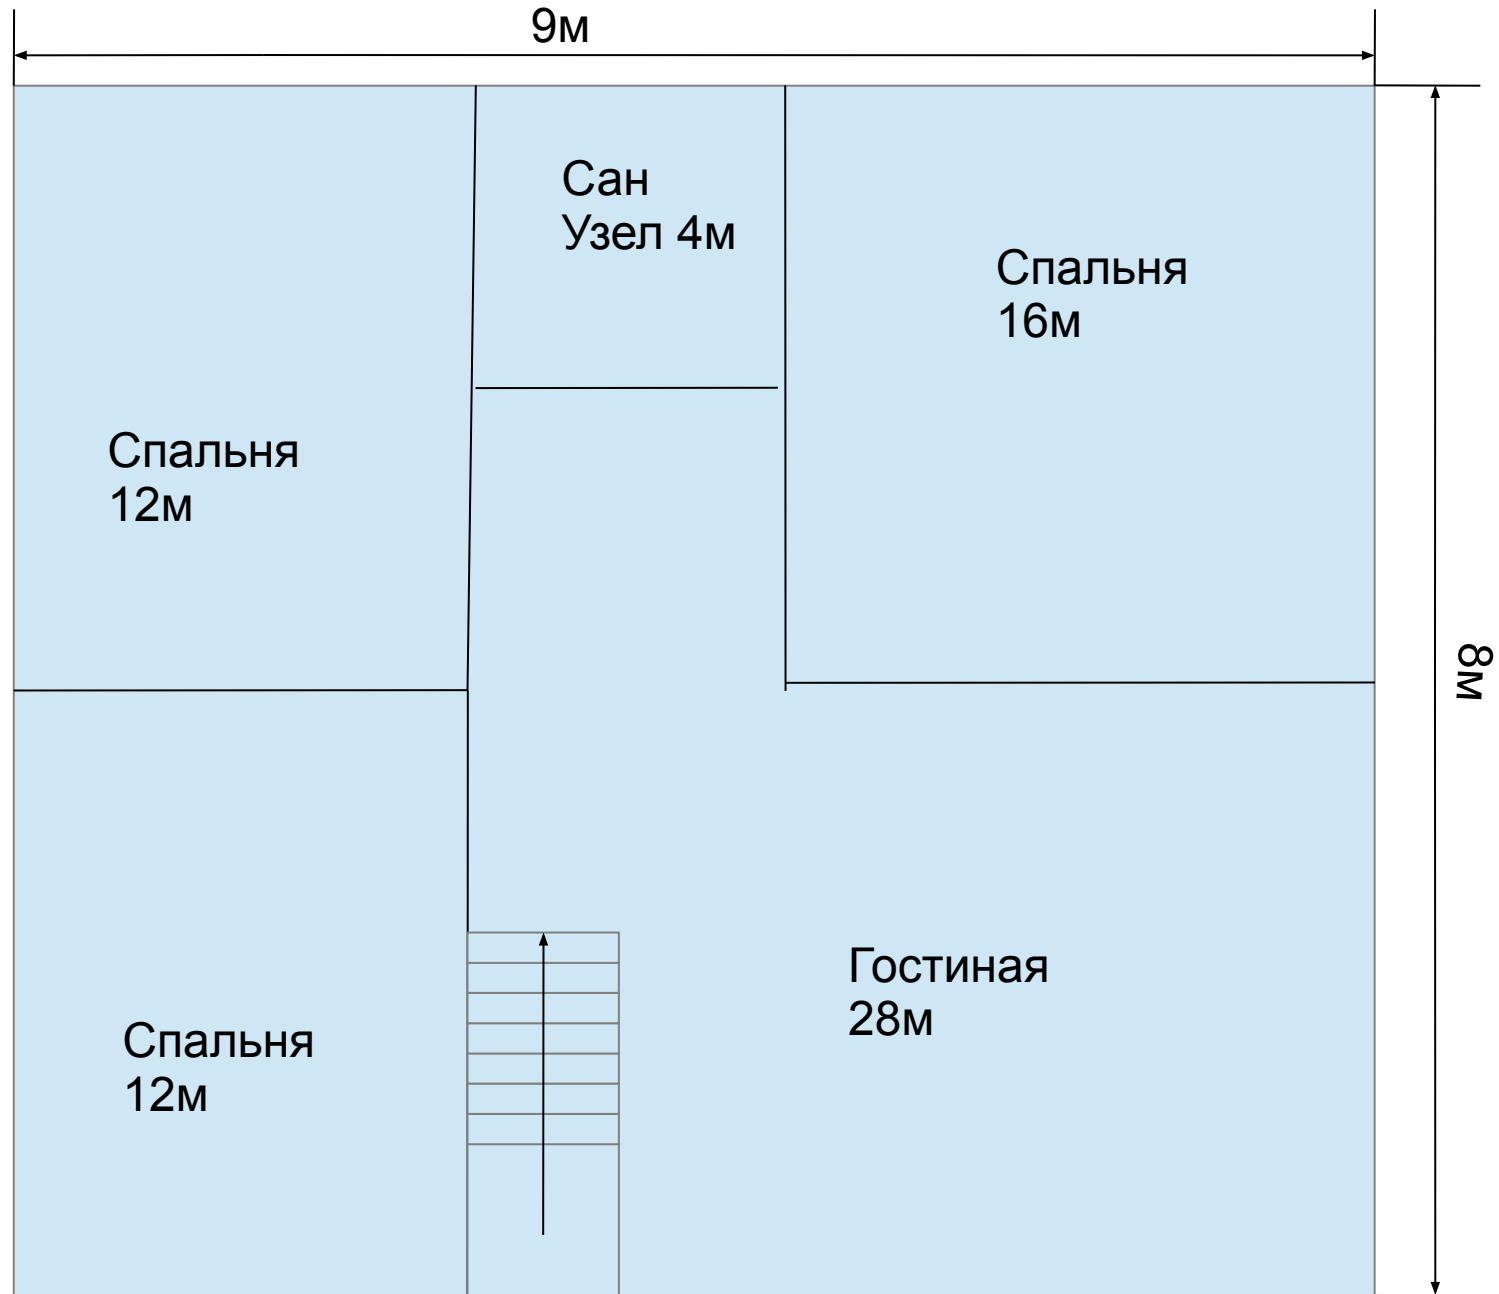 9м
Сан
Узел 4м
Спальня
16м
Спальня
12м
8м
Гостиная
28м
Спальня
12м